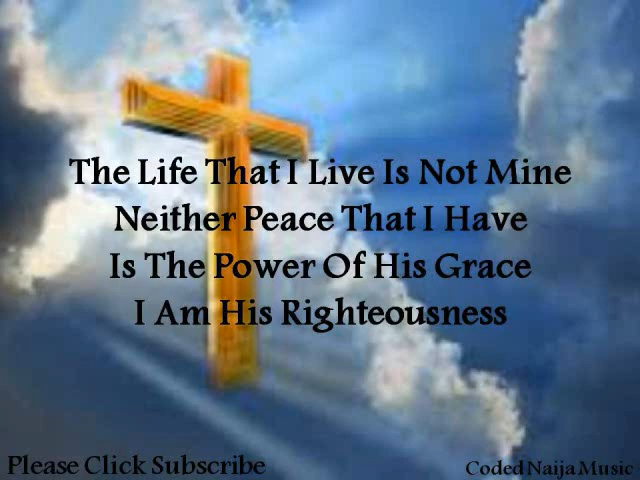 The Life That I Live Is Not Mine
Neither Peace That I Have
Is The Power Of His Grace
I Am His Righteousness
Please Click Subscribe
Coded Naija Music